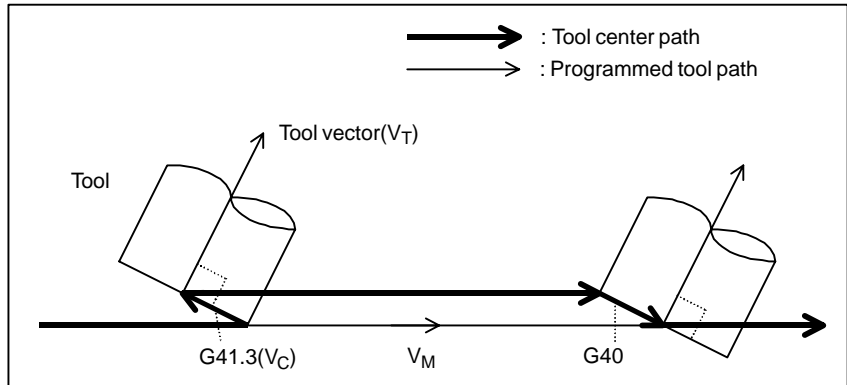 : Tool center path
: Programmed tool path
Tool vector(VT)
Tool
G41.3(VC)
VM
G40